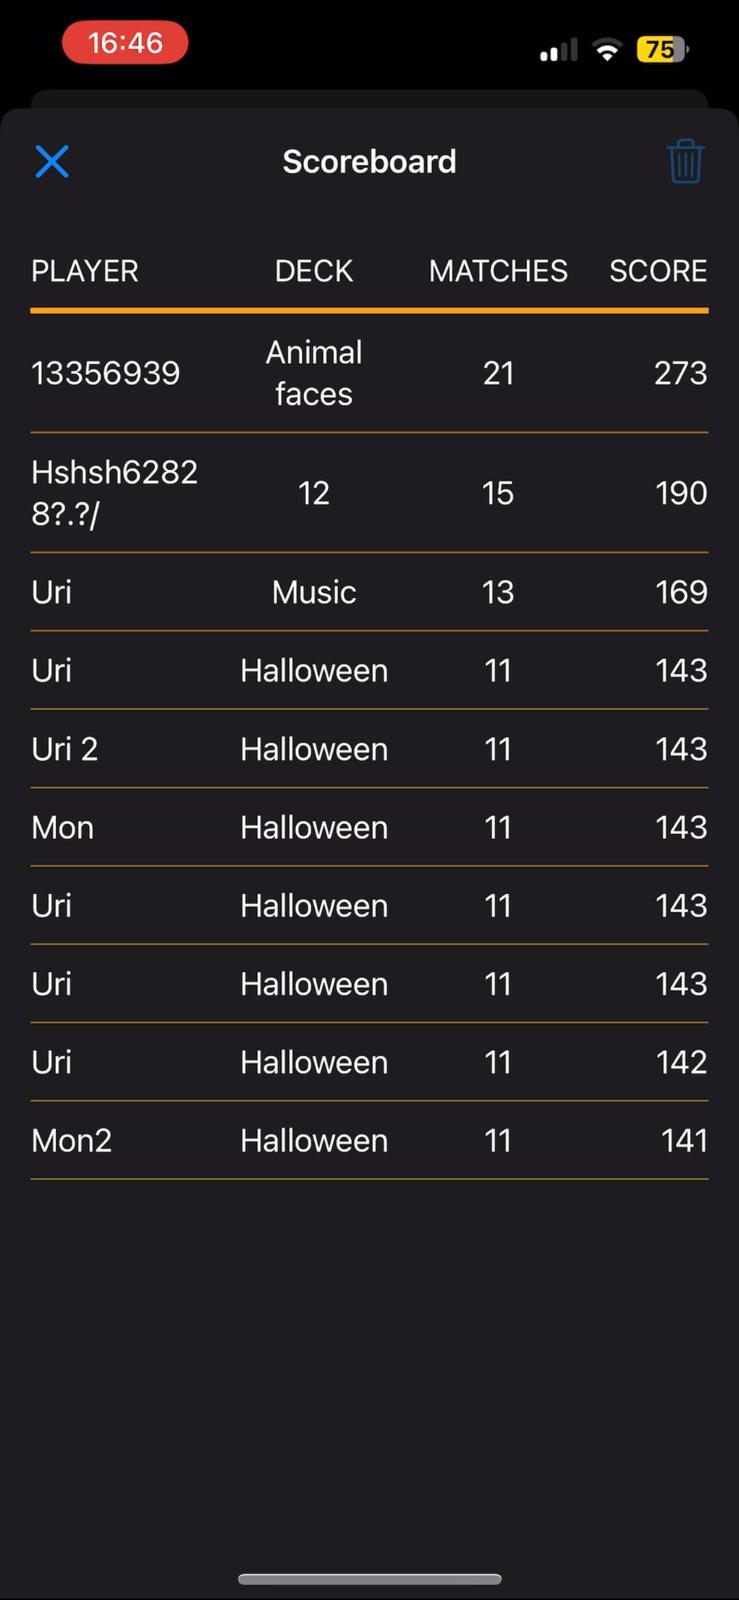 16:46
75
Scoreboard
PLAYER DECK MATCHES SCORE
13356939 Animal faces 21 273
Hshsh6282
8?.?/ 12 15 190
Uri Music 13 169
Uri Halloween 11 143
Uri 2 Halloween 11 143
Mon Halloween 11 143
Uri Halloween 11 143
Uri Halloween 11 143
Uri Halloween 11 142
Mon2 Halloween 11 141